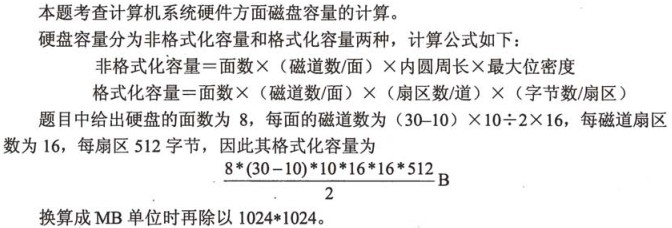 本题考查计算机系统硬件方面磁盘容量的计算。
硬盘容量分为非格式化容量和格式化容量两种，计算公式如下：
非格式化容量＝面数×（磁道数/面）×内圆周长×最大位密度
格式化容量＝面数×（磁道数/面）×（扇区数/道）×（字节数/扇区）
题目中给出硬盘的面数为 8，每面的磁道数为（30–10）×10÷2×16，每磁道扇区
数为 16，每扇区 512 字节，因此其格式化容量为
8*(30－10)*10*16*16*512
2
B
换算成 MB 单位时再除以 1024*1024。